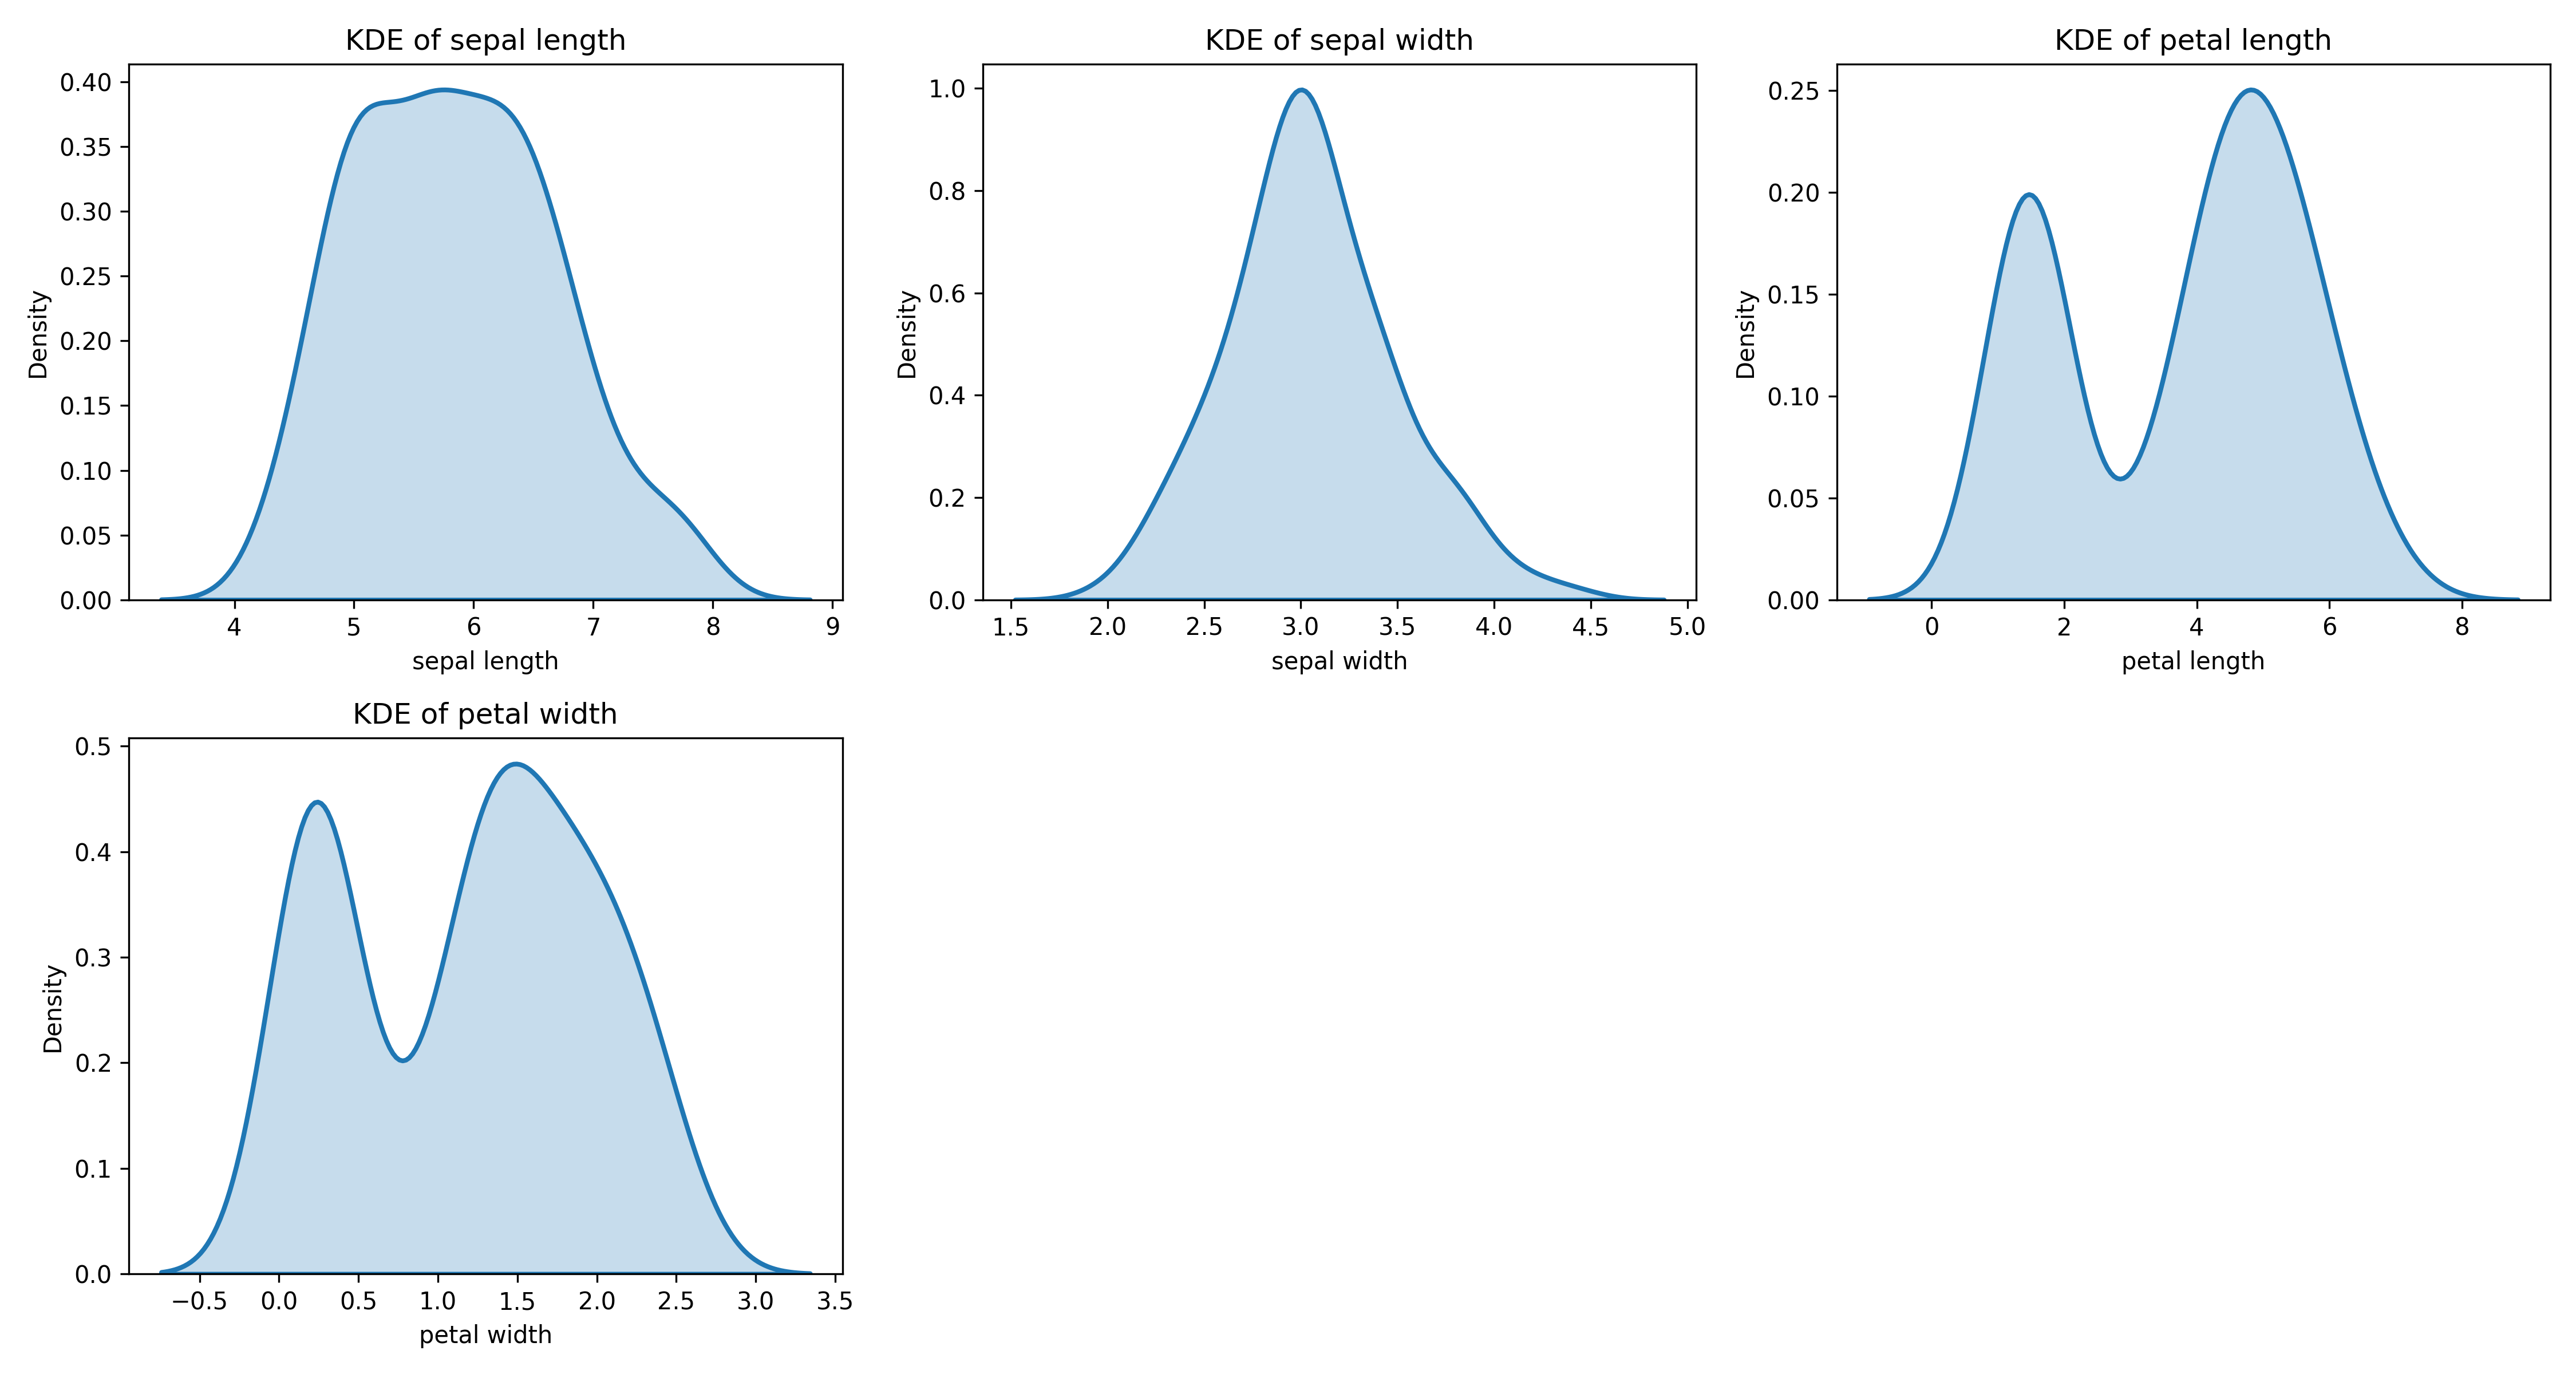 KDE of sepal length
0.40
0.35
0.30
0.25
0.20
0.15
0.10
0.05
0.00
Density
4 5 6 7 8 9
sepal length
KDE of sepal width
1.0
0.8
0.6
0.4
0.2
0.0
Density
1.5 2.0 2.5 3.0 3.5 4.0 4.5 5.0
sepal width
KDE of petal length
0.25
0.20
0.15
0.10
0.05
0.00
Density
0 2 4 6 8
petal length
KDE of petal width
0.5
0.4
0.3
0.2
0.1
0.0
Density
−0.5 0.0 0.5 1.0 1.5 2.0 2.5 3.0 3.5
petal width